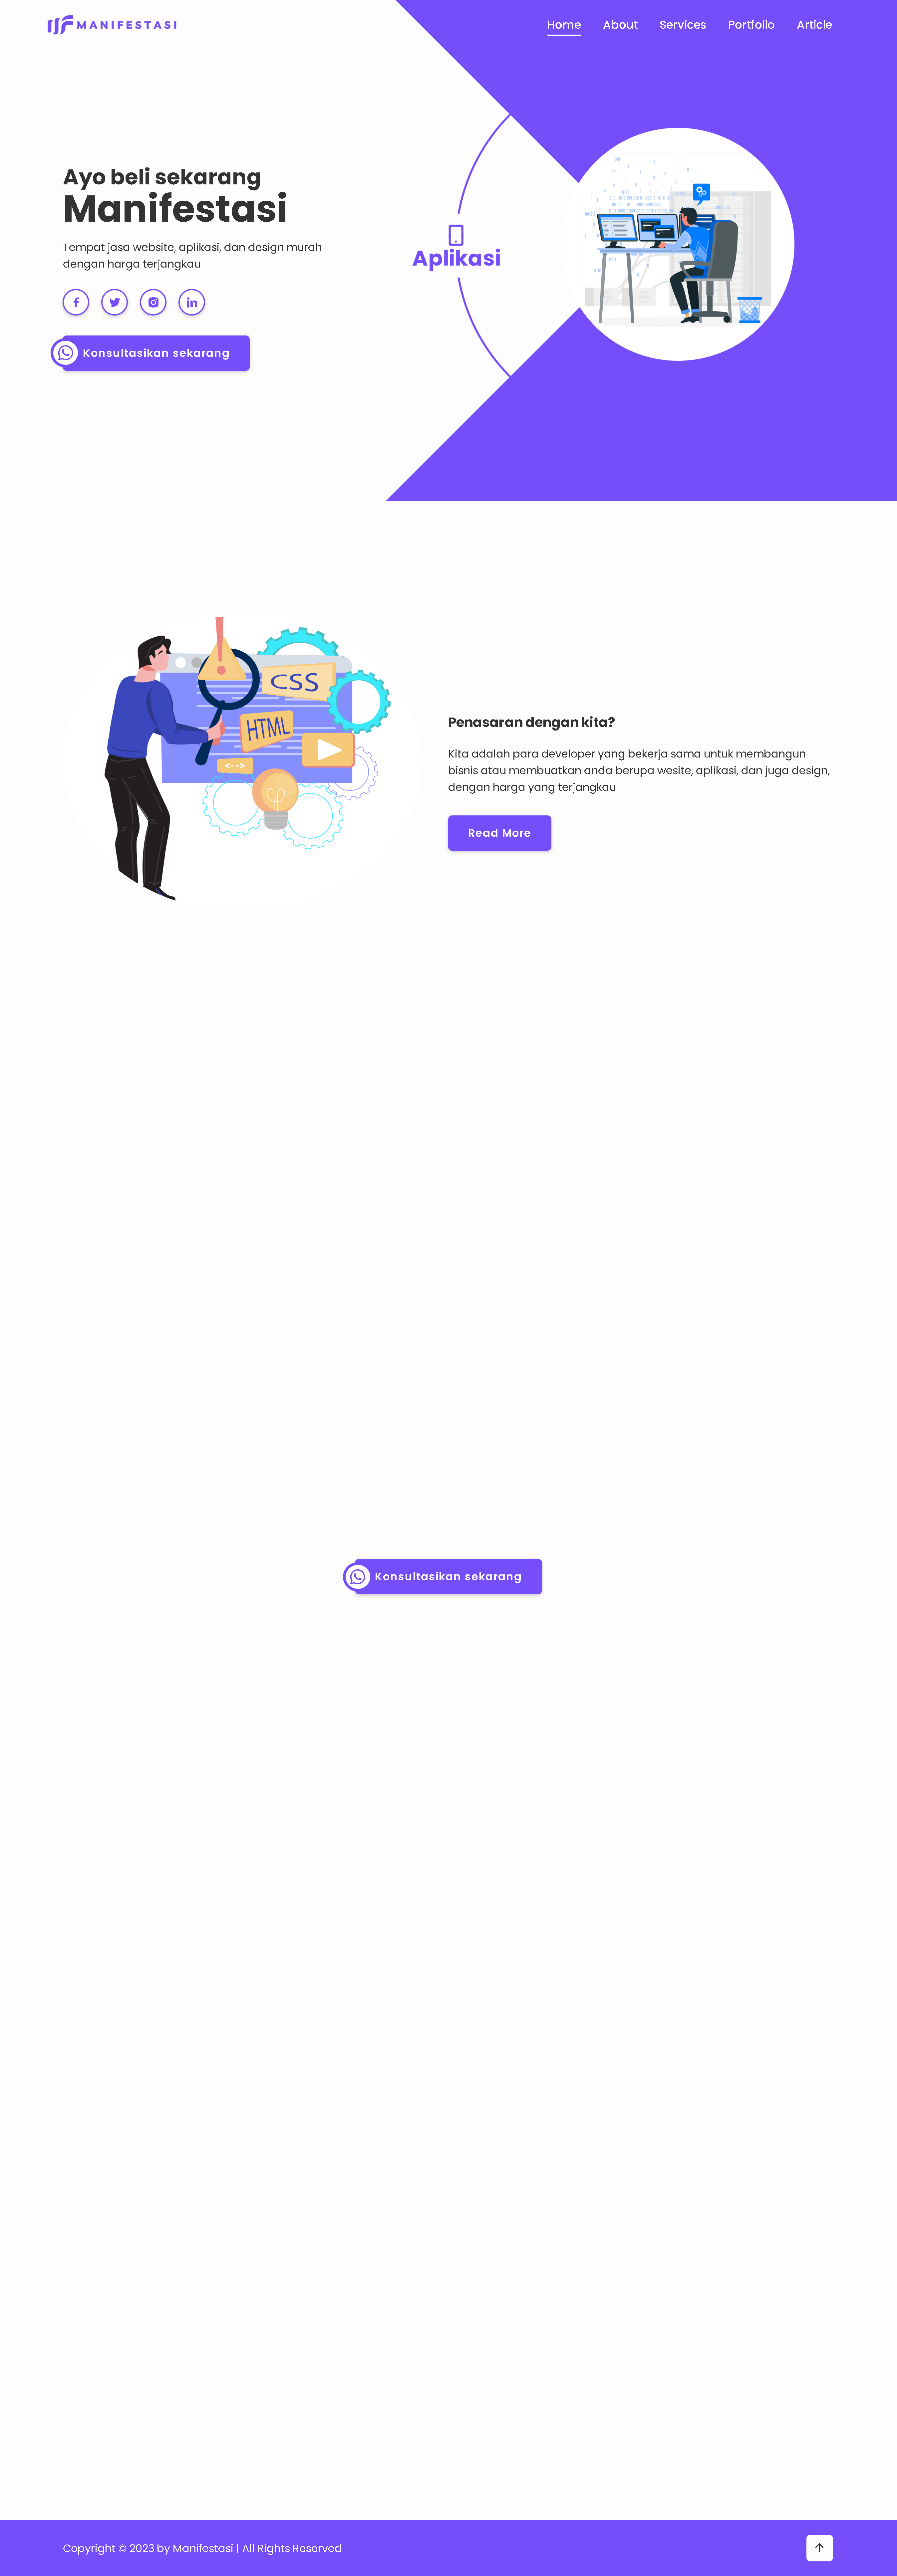 MANIFESTASI
Home About Services Portfolio Article
Ayo beli sekarang
Manifestasi
Tempat jasa website, aplikasi, dan design murah
dengan harga terjangkau
Konsultasikan sekarang
Aplikasi
CSS
HTML
<-->
Penasaran dengan kita?
Kita adalah para developer yang bekerja sama untuk membangun
bisnis atau membuatkan anda berupa wesite, aplikasi, dan juga design,
dengan harga yang terjangkau
Read More
Konsultasikan sekarang
Copyright © 2023 by Manifestasi | All Rights Reserved